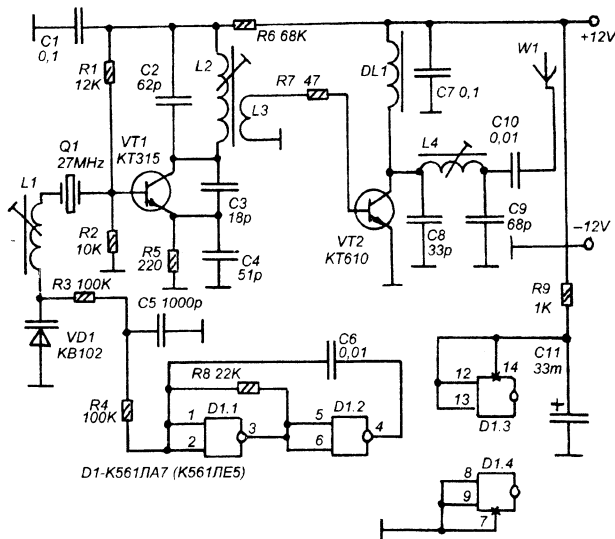 C1
0,1
R1
12K
C2
62p
L2
R6 68K
L3
R7 47
DL1
C7 0,1
+12V
W1
C10
0,01
Q1
27MHz
VT1
KT315
L4
L1
R2
10K
C3
18p
R5
220
C4
51p
VT2
KT610
C8
33p
C9
68p
–12V
R3 100K
C5 1000p
R9
1K
VD1
KB102
C6
0,01
C11
33m
+
R4
100K
R8 22K
D1.1
1
2
3
D1.2
5
6
4
12
13
14
D1.3
D1-К561ЛА7 (К561ЛЕ5)
D1.4
8
9
7